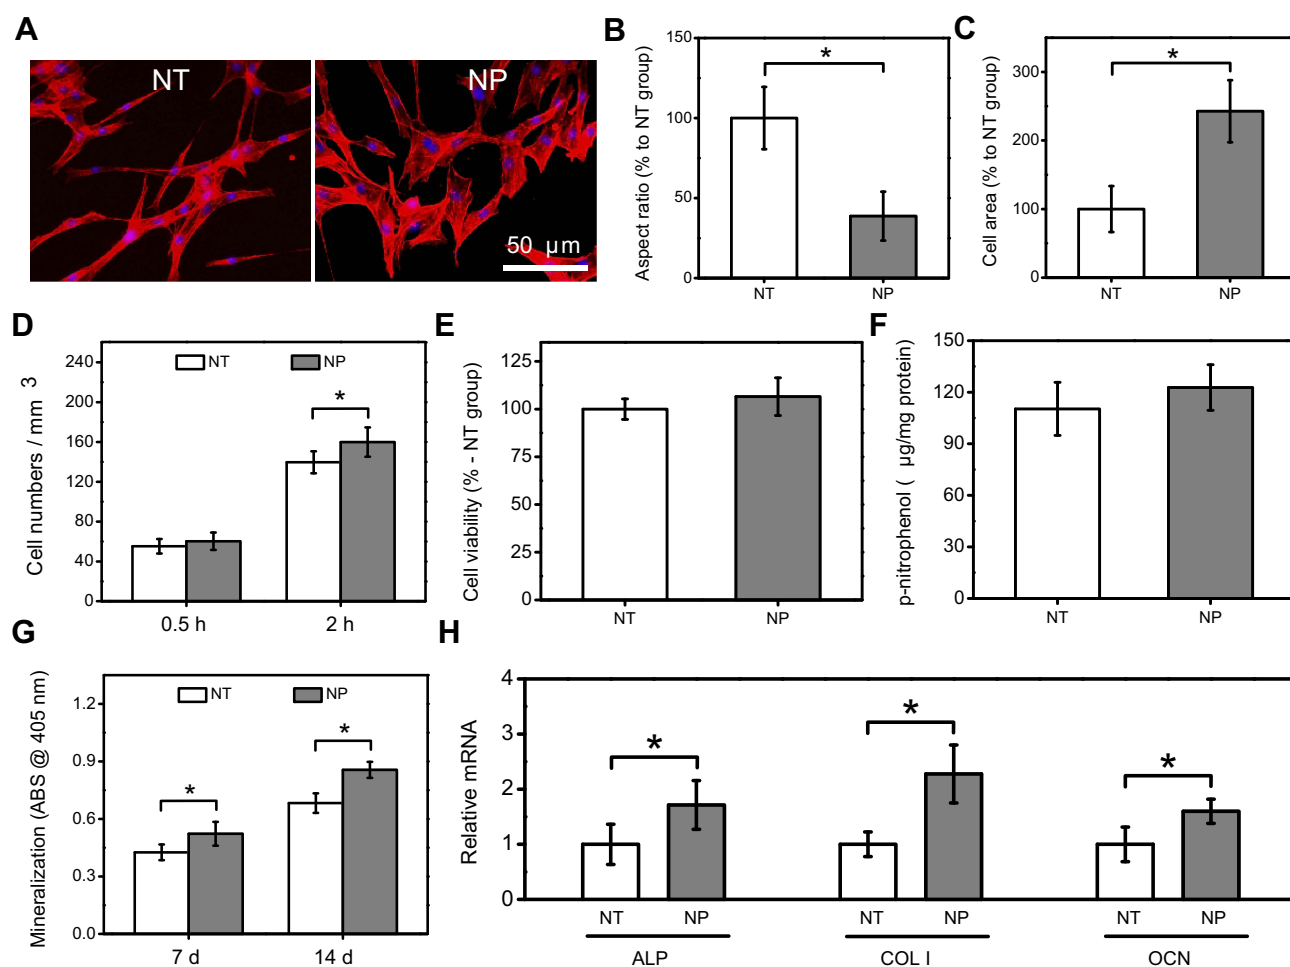 A
NT
NP
50 μm
B
Aspect ratio (% to NT group)
150
100
50
0
*
NT
NP
C
Cell area (% to NT group)
300
200
100
0
*
NT
NP
D
Cell numbers / mm 3
240
200
160
120
80
40
0
NT
NP
*
0.5 h
2 h
E
Cell viability (% - NT group)
125
100
75
50
25
0
NT
NP
F
p-nitrophenol ( μg/mg protein)
150
120
90
60
30
0
NT
NP
G
Mineralization (ABS @ 405 nm)
1.2
0.9
0.6
0.3
0.0
NT
NP
*
*
7 d
14 d
H
Relative mRNA
4
3
2
1
0
*
*
*
NT
NP
NT
NP
NT
NP
ALP
COL I
OCN